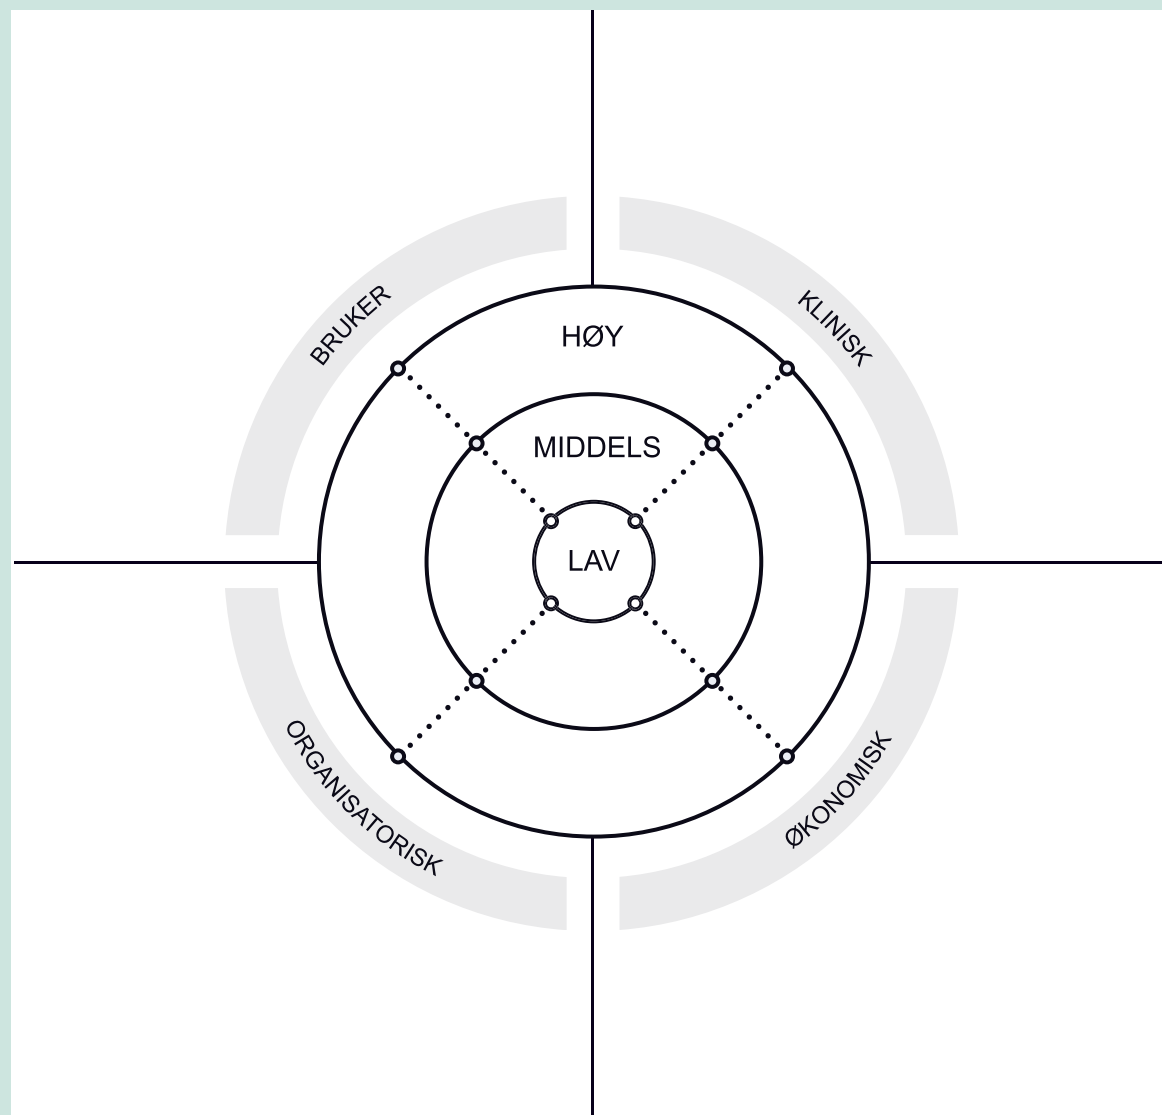 BRUKER
KLINISK
HØY
MIDDELS
LAV
ORGANISATORISK
ØKONOMISK